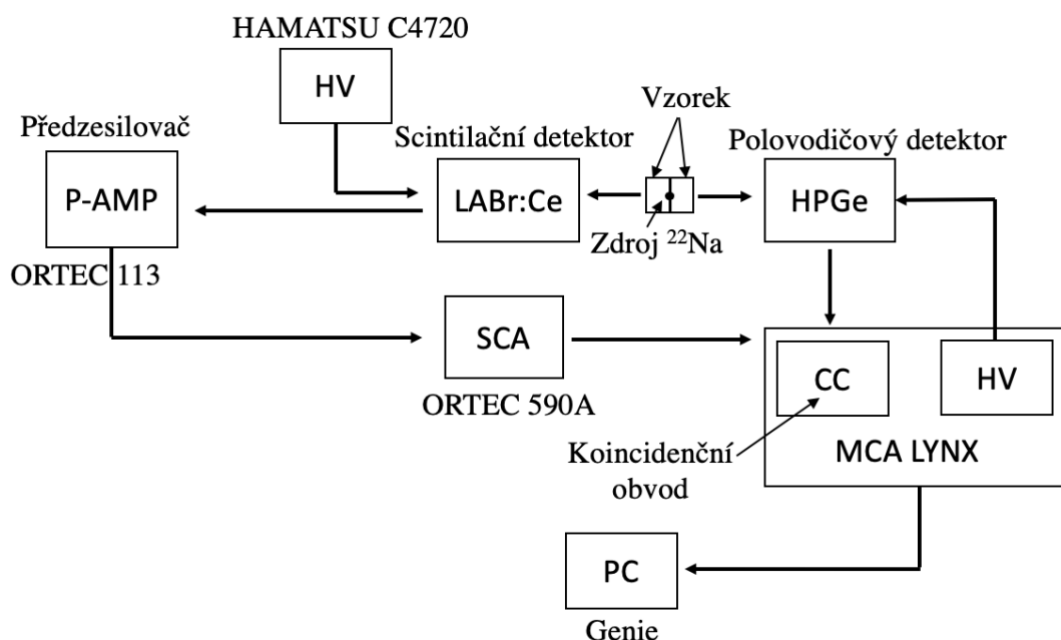 HAMATSU C4720
HV
Předzesilovač
P-AMP
ORTEC 113
Scintilační detektor
LABr:Ce
Vzorek
Zdroj ²²Na
Polovodičový detektor
HPGe
SCA
ORTEC 590A
CC
HV
MCA LYNX
Koincidenční
obvod
PC
Genie